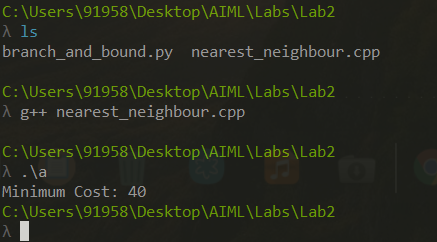 C:\Users\91958\Desktop\AIML\Labs\Lab2
λ ls
branch_and_bound.py  nearest_neighbour.cpp
C:\Users\91958\Desktop\AIML\Labs\Lab2
λ g++ nearest_neighbour.cpp
C:\Users\91958\Desktop\AIML\Labs\Lab2
λ .\a
Minimum Cost: 40
C:\Users\91958\Desktop\AIML\Labs\Lab2
λ